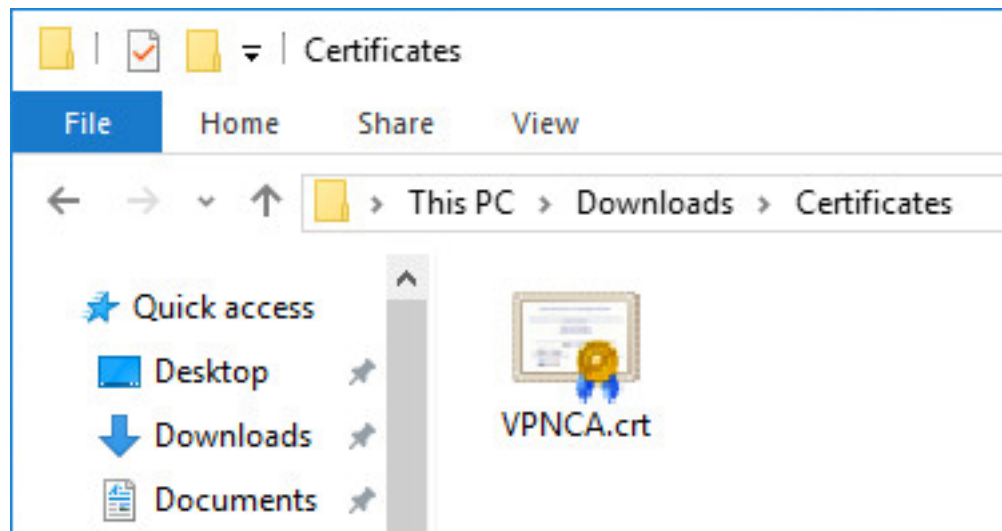 Certificates
File Home Share View
This PC > Downloads > Certificates
Quick access
Desktop
Downloads
Documents
VPNCA.crt